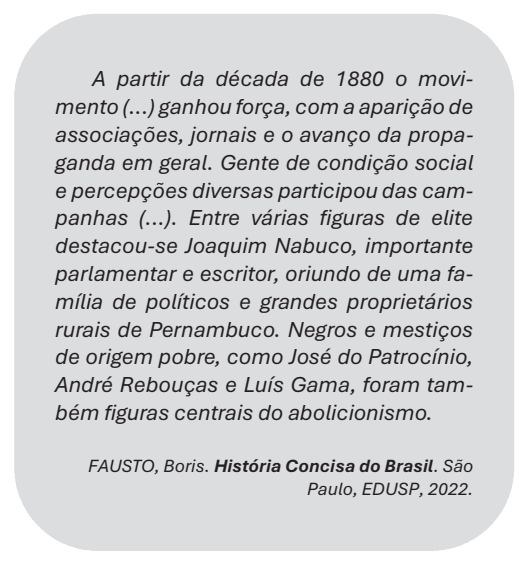 A partir da década de 1880 o movi-
mento (...) ganhou força, com a aparição de
associações, jornais e o avanço da propa-
ganda em geral. Gente de condição social
e percepções diversas participou das cam-
panhas (...). Entre várias figuras de elite
destacou-se Joaquim Nabuco, importante
parlamentar e escritor, oriundo de uma fa-
mília de políticos e grandes proprietários
rurais de Pernambuco. Negros e mestiços
de origem pobre, como José do Patrocínio,
André Rebouças e Luís Gama, foram tam-
bém figuras centrais do abolicionismo.
FAUSTO, Boris. História Concisa do Brasil. São
Paulo, EDUSP, 2022.